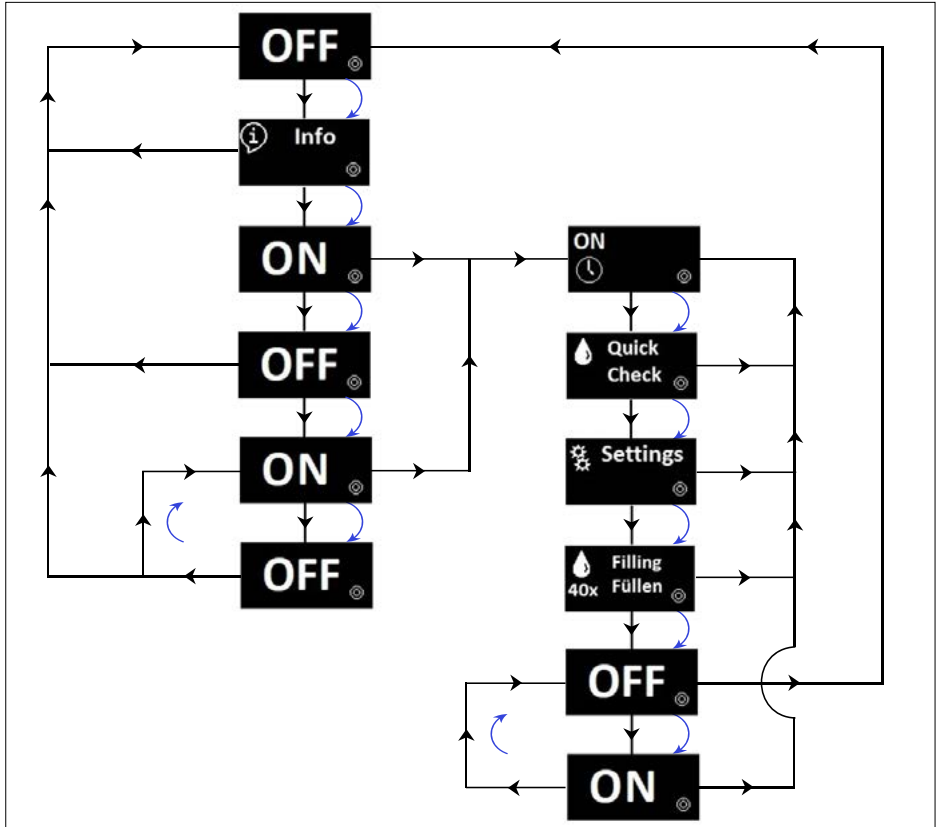 OFF
Info
ON
OFF
ON
OFF
ON
Quick
Check
Settings
Filling
40x Füllen
OFF
ON